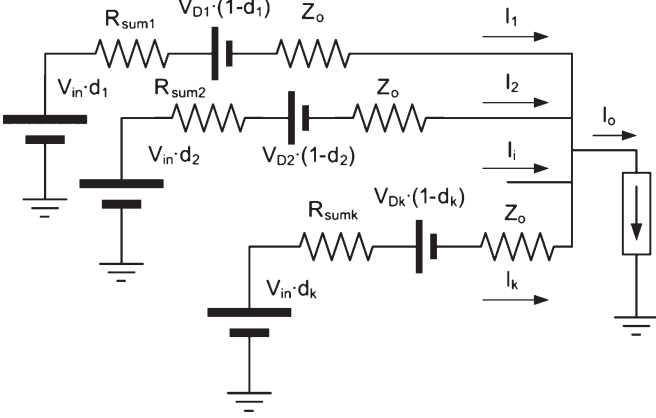 V_D1·(1-d_1)
R_sum1
Z_o
I_1
V_in·d_1
R_sum2
Z_o
I_2
I_o
V_in·d_2
V_D2·(1-d_2)
I_i
V_Dk·(1-d_k)
R_sumk
Z_o
V_in·d_k
I_k